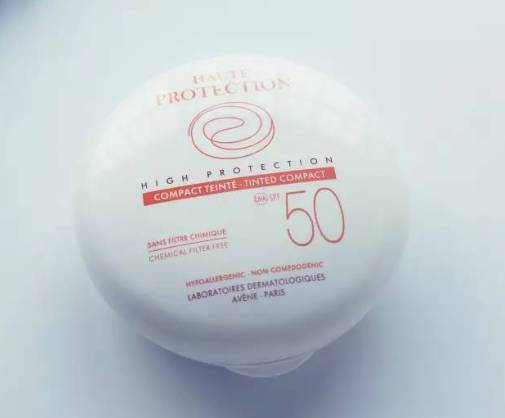 HAUTE
PROTECTION
HIGH PROTECTION
COMPACT TEINTÉ - TINTED COMPACT
UVA SPF 50
SANS FILTRE CHIMIQUE
CHEMICAL FILTER FREE
HYPOALLERGENIC - NON COMEDOGENIC
LABORATOIRES DERMATOLOGIQUES
AVÈNE - PARIS